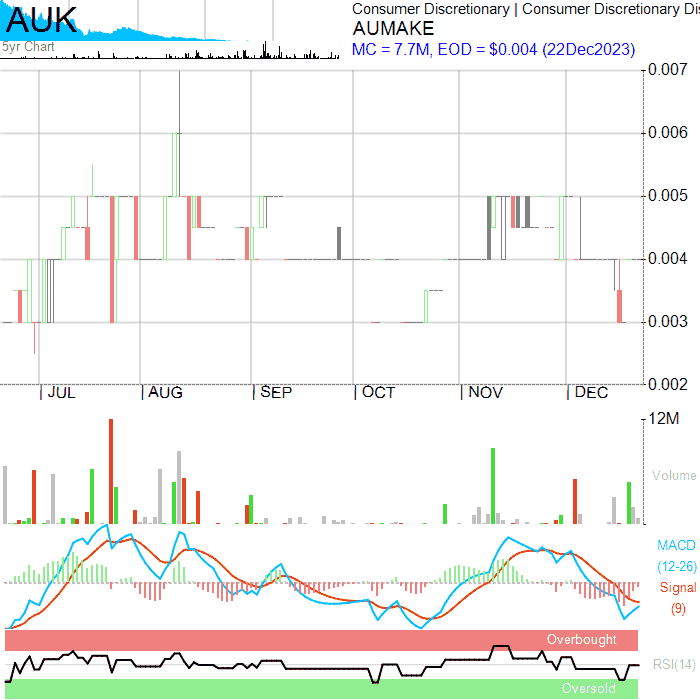 AUK
5yr Chart
Consumer Discretionary | Consumer Discretionary Dis
AUMAKE
MC = 7.7M, EOD = $0.004 (22Dec2023)
0.007
0.006
0.005
0.004
0.003
0.002
JUL AUG SEP OCT NOV DEC
12M
Volume
MACD
(12-26)
Signal
(9)
Overbought
RSI(14)
Oversold